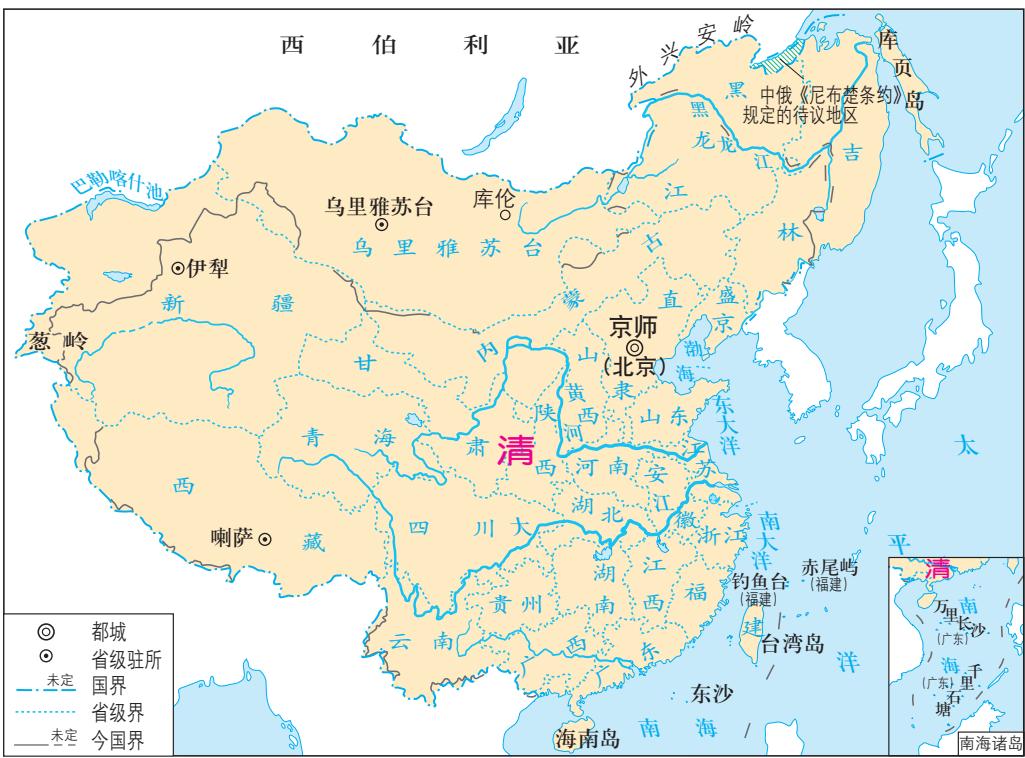 西伯利亚
外兴安岭
库页岛
中俄《尼布楚条约》
规定的待议地区
黑龙江
黑龙江
吉林
巴勒喀什池
乌里雅苏台
库伦
乌里雅苏台
伊犁
新疆
内蒙古
直隶
盛京
葱岭
京师
(北京)
渤海
甘肃
山西
黄河
陕西
山东
东大洋
青海
清
河南
安徽
江苏
太平洋
西藏
喇萨
四川
大江
湖北
浙江
南大洋
钓鱼台
(福建)
赤尾屿
(福建)
湖南
江西
福建
贵州
云南
广西
广东
台湾岛
东沙
南海
海南岛
都城
省级驻所
未定
国界
省级界
未定
今国界
清
万里长沙
(广东)
南海
千里石塘
(广东)
南海诸岛